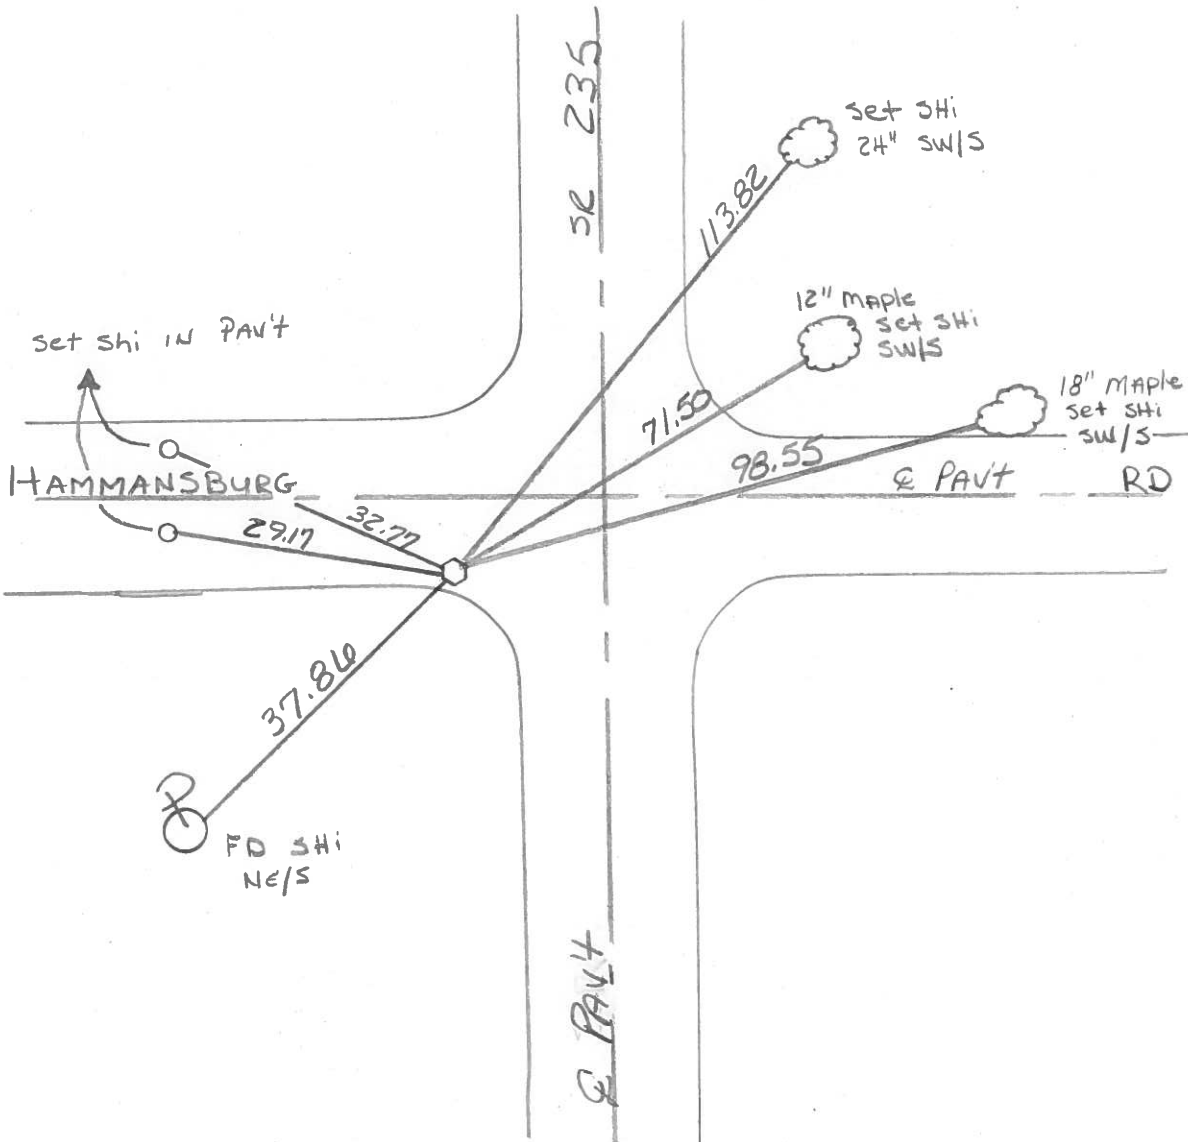 SR 235
Set SHi
24" SW/S
113.82
12" MAPle
Set SHi
SW/S
Set Shi IN PAV't
18" MAPle
Set SHi
SW/S
71.50
98.55
HAMMANSBURG
℄ PAV't
RD
32.77
29.17
37.86
FD SHi
NE/S
℄ PAV't